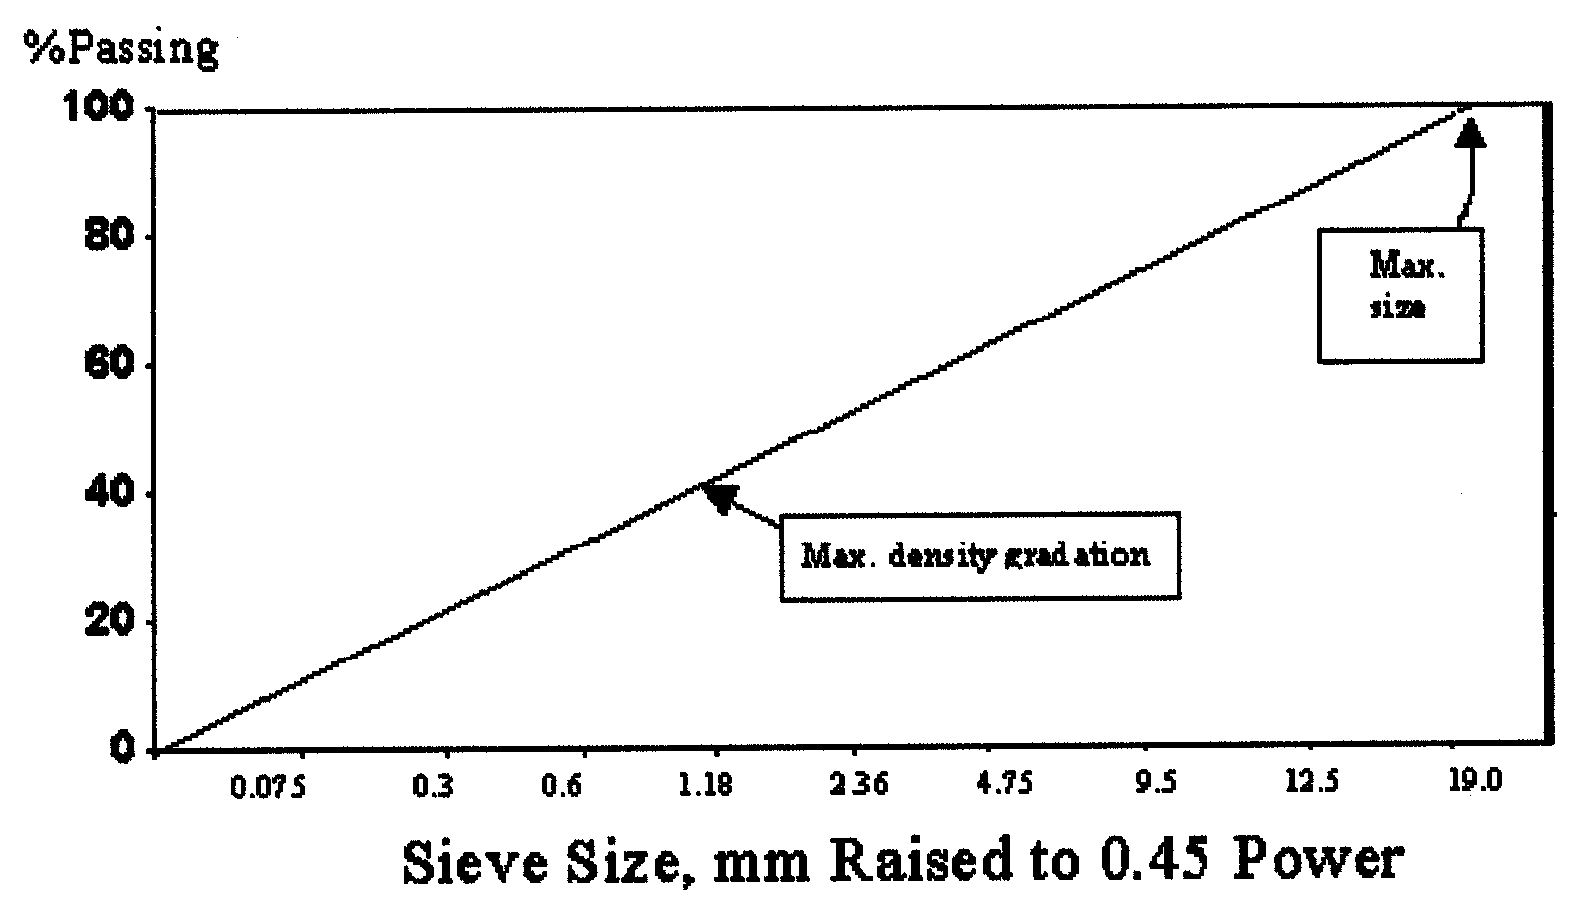 %Passing
100
80
60
40
20
0
Max.
size
Max. density gradation
0.075 0.3 0.6 1.18 2.36 4.75 9.5 12.5 19.0
Sieve Size, mm Raised to 0.45 Power